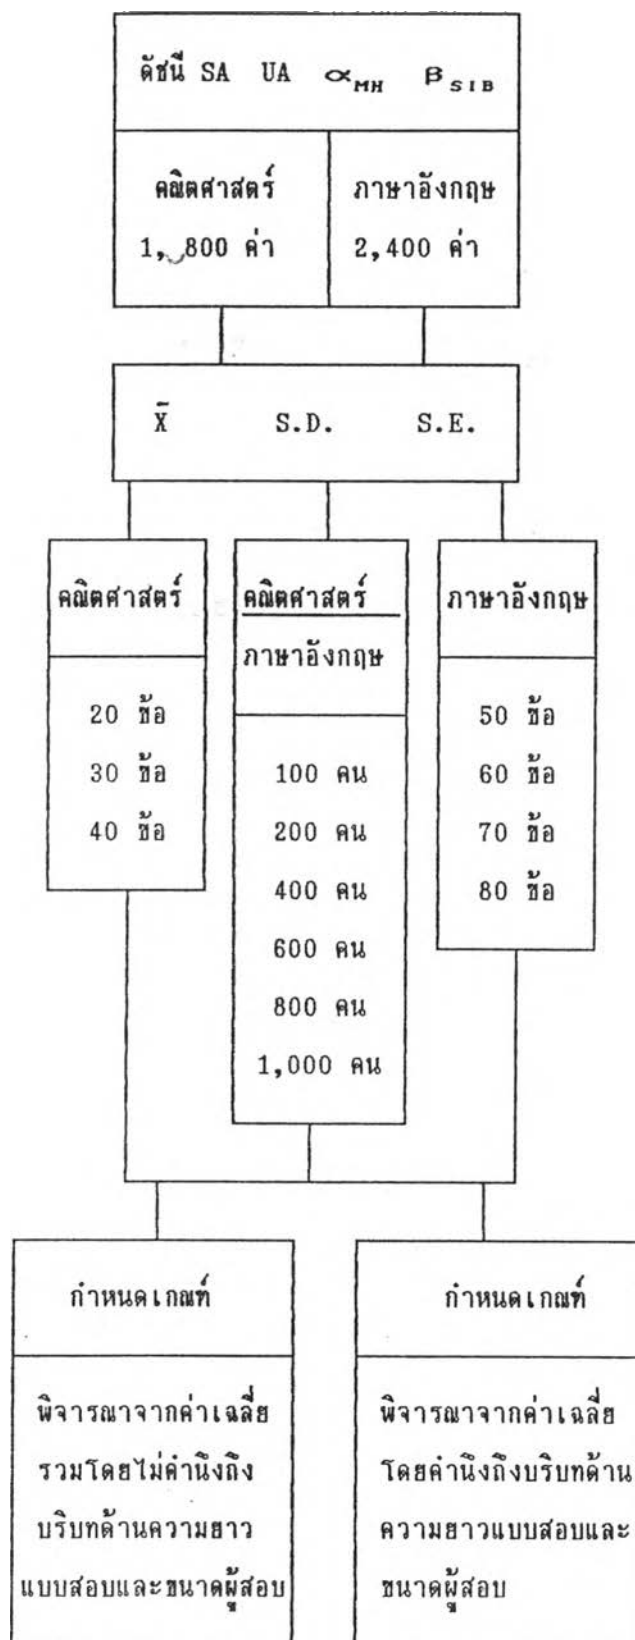 ดัชนี SA UA αMH βSIB
คณิตศาสตร์
1, 800 ค่า
ภาษาอังกฤษ
2,400 ค่า
X̄ S.D. S.E.
คณิตศาสตร์
20 ข้อ
30 ข้อ
40 ข้อ
คณิตศาสตร์
ภาษาอังกฤษ
100 คน
200 คน
400 คน
600 คน
800 คน
1,000 คน
ภาษาอังกฤษ
50 ข้อ
60 ข้อ
70 ข้อ
80 ข้อ
กำหนดเกณฑ์
พิจารณาจากค่าเฉลี่ย
รวมโดยไม่คำนึงถึง
บริบทด้านความยาว
แบบสอบและขนาดผู้สอบ
กำหนดเกณฑ์
พิจารณาจากค่าเฉลี่ย
โดยคำนึงถึงบริบทด้าน
ความยาวแบบสอบและ
ขนาดผู้สอบ